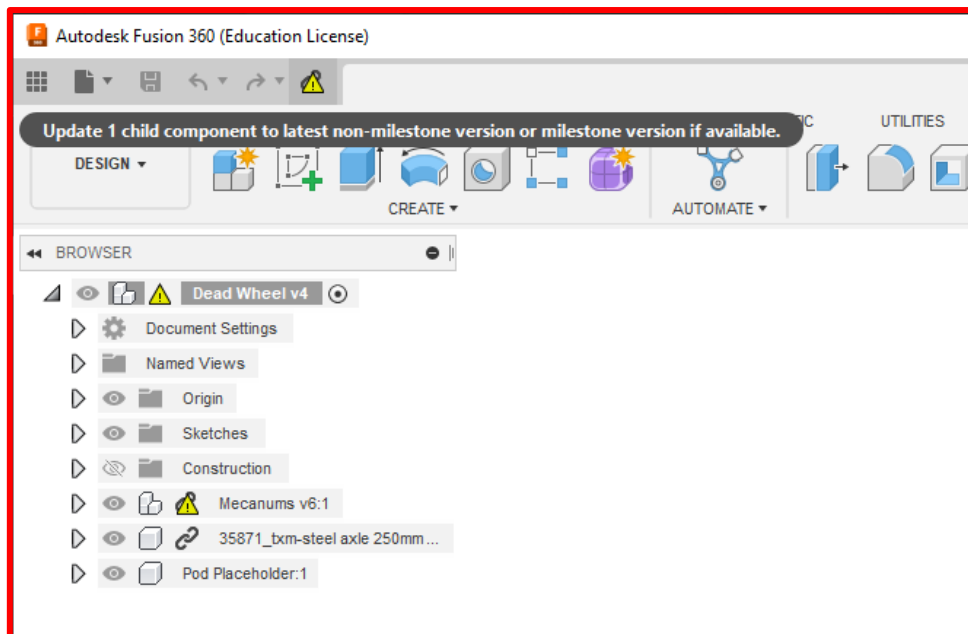 Autodesk Fusion 360 (Education License)
Update 1 child component to latest non-milestone version or milestone version if available.
UTILITIES
DESIGN
CREATE
AUTOMATE
BROWSER
Dead Wheel v4
Document Settings
Named Views
Origin
Sketches
Construction
Mecanums v6:1
35871_txm-steel axle 250mm...
Pod Placeholder:1